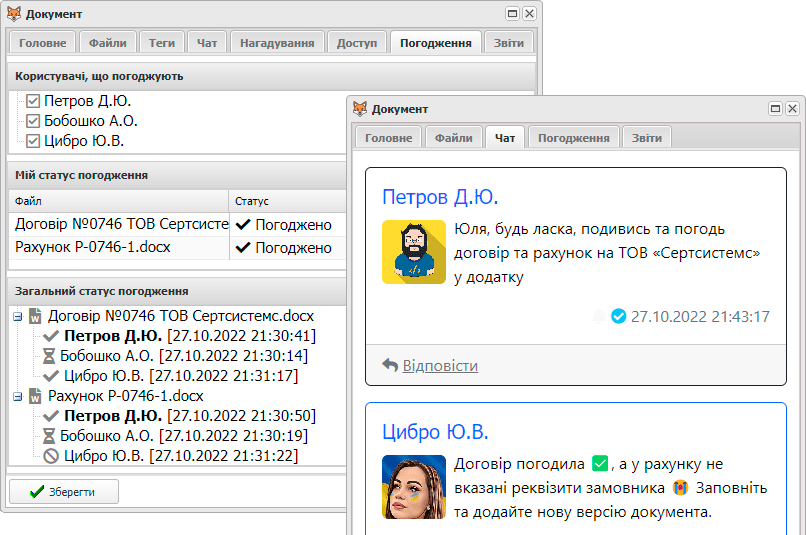 Документ
Головне Файли Теги Чат Нагадування Доступ Погодження Звіти
Користувачі, що погоджують
Петров Д.Ю.
Бобошко А.О.
Цибро Ю.В.
Мій статус погодження
Файл Статус
Договір №0746 ТОВ Сертсисте Погоджено
Рахунок Р-0746-1.docx Погоджено
Загальний статус погодження
Договір №0746 ТОВ Сертсистемс.docx
Петров Д.Ю. [27.10.2022 21:30:41]
Бобошко А.О. [27.10.2022 21:30:14]
Цибро Ю.В. [27.10.2022 21:31:17]
Рахунок Р-0746-1.docx
Петров Д.Ю. [27.10.2022 21:30:50]
Бобошко А.О. [27.10.2022 21:30:19]
Цибро Ю.В. [27.10.2022 21:31:22]
Зберегти
Документ
Головне Файли Чат Погодження Звіти
Петров Д.Ю.
Юля, будь ласка, подивись та погодь
договір та рахунок на ТОВ «Сертсистемс»
у додатку
27.10.2022 21:43:17
Відповісти
Цибро Ю.В.
Договір погодила ✅, а у рахунку не
вказані реквізити замовника 😭 Заповніть
та додайте нову версію документа.